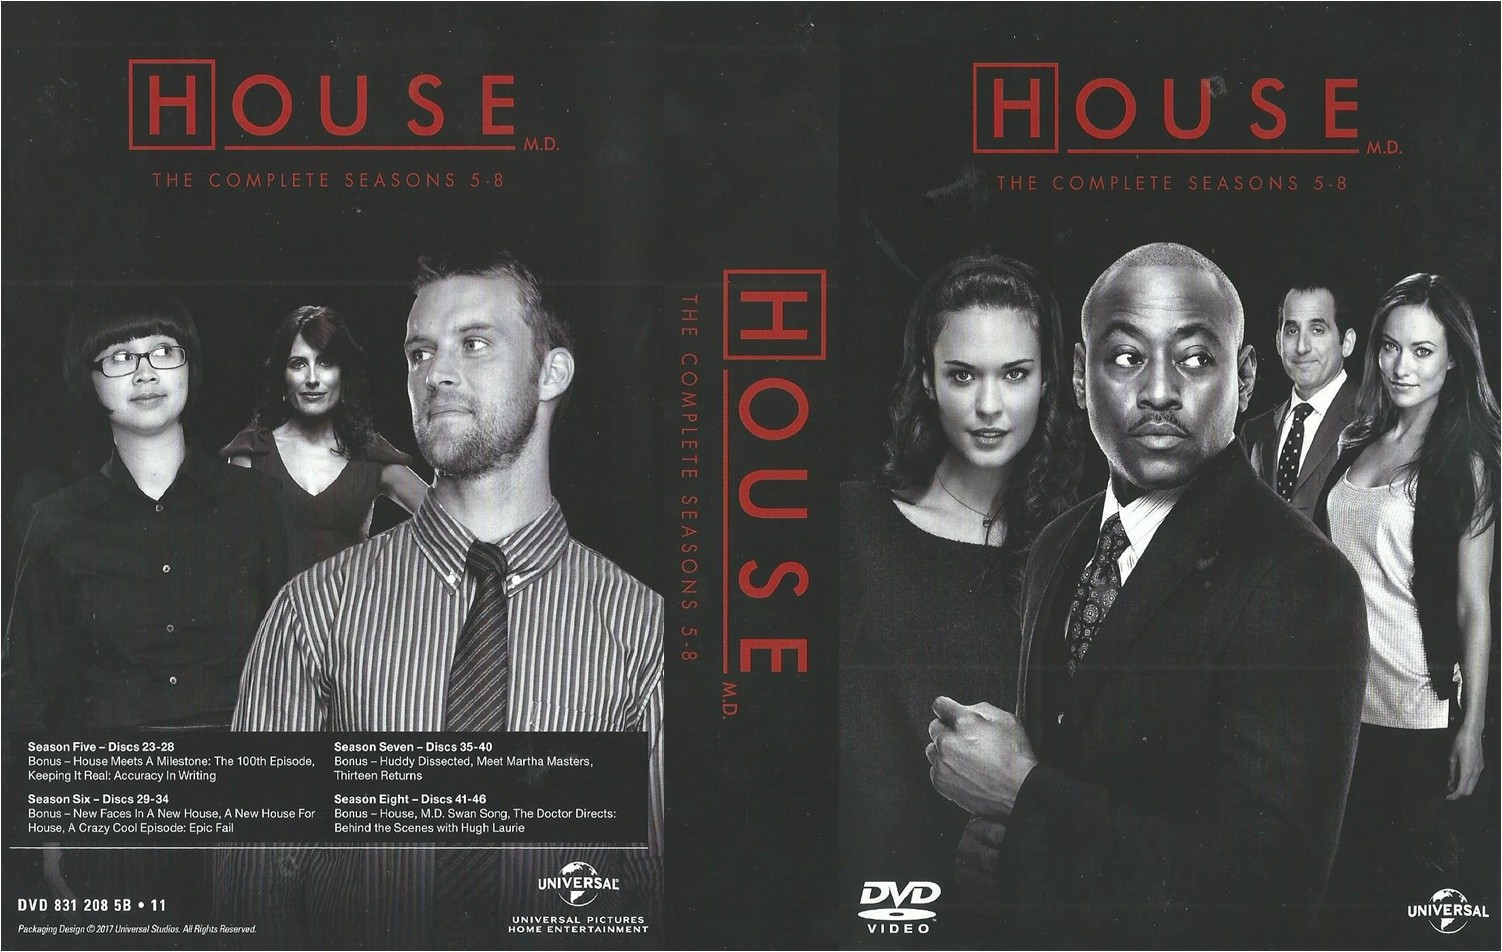 HOUSE M.D.
THE COMPLETE SEASONS 5-8
Season Five – Discs 23-28
Bonus – House Meets A Milestone: The 100th Episode,
Keeping It Real: Accuracy In Writing
Season Six – Discs 29-34
Bonus – New Faces In A New House, A New House For
House, A Crazy Cool Episode: Epic Fail
Season Seven – Discs 35-40
Bonus – Huddy Dissected, Meet Martha Masters,
Thirteen Returns
Season Eight – Discs 41-46
Bonus – House, M.D. Swan Song, The Doctor Directs:
Behind the Scenes with Hugh Laurie
DVD 831 208 5B • 11
Packaging Design © 2017 Universal Studios. All Rights Reserved.
UNIVERSAL
UNIVERSAL PICTURES
HOME ENTERTAINMENT
HOUSE M.D.
THE COMPLETE SEASONS 5-8
HOUSE M.D.
THE COMPLETE SEASONS 5-8
DVD
VIDEO
UNIVERSAL